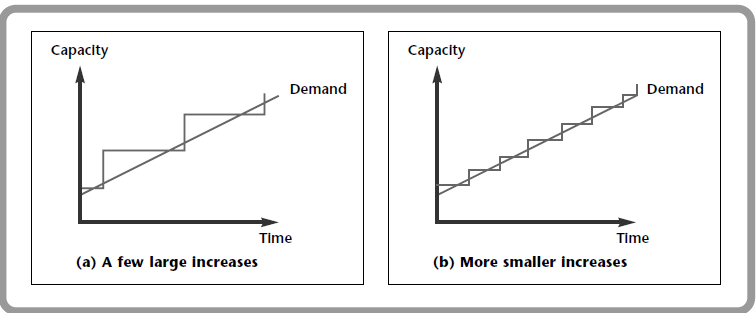 Capacity
Demand
Time
(a) A few large increases
Capacity
Demand
Time
(b) More smaller increases